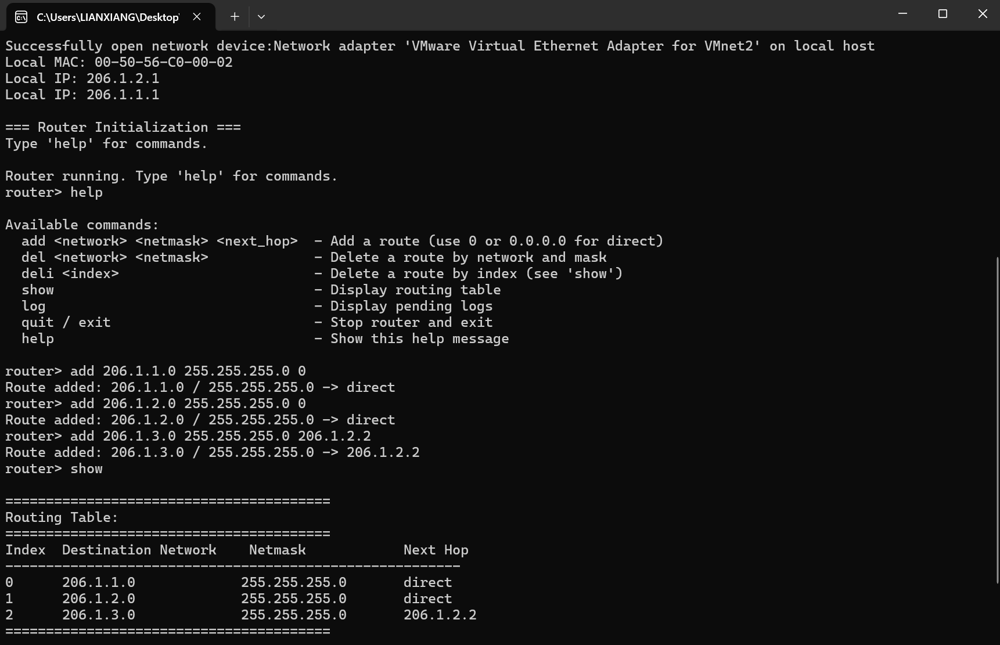 C:\Users\LIANXIANG\Desktop'
Successfully open network device:Network adapter 'VMware Virtual Ethernet Adapter for VMnet2' on local host
Local MAC: 00-50-56-C0-00-02
Local IP: 206.1.2.1
Local IP: 206.1.1.1
=== Router Initialization ===
Type 'help' for commands.
Router running. Type 'help' for commands.
router> help
Available commands:
add <network> <netmask> <next_hop> - Add a route (use 0 or 0.0.0.0 for direct)
del <network> <netmask> - Delete a route by network and mask
deli <index> - Delete a route by index (see 'show')
show - Display routing table
log - Display pending logs
quit / exit - Stop router and exit
help - Show this help message
router> add 206.1.1.0 255.255.255.0 0
Route added: 206.1.1.0 / 255.255.255.0 -> direct
router> add 206.1.2.0 255.255.255.0 0
Route added: 206.1.2.0 / 255.255.255.0 -> direct
router> add 206.1.3.0 255.255.255.0 206.1.2.2
Route added: 206.1.3.0 / 255.255.255.0 -> 206.1.2.2
router> show
========================================
Routing Table:
========================================
Index Destination Network Netmask Next Hop
--------------------------------------------------------
0 206.1.1.0 255.255.255.0 direct
1 206.1.2.0 255.255.255.0 direct
2 206.1.3.0 255.255.255.0 206.1.2.2
========================================